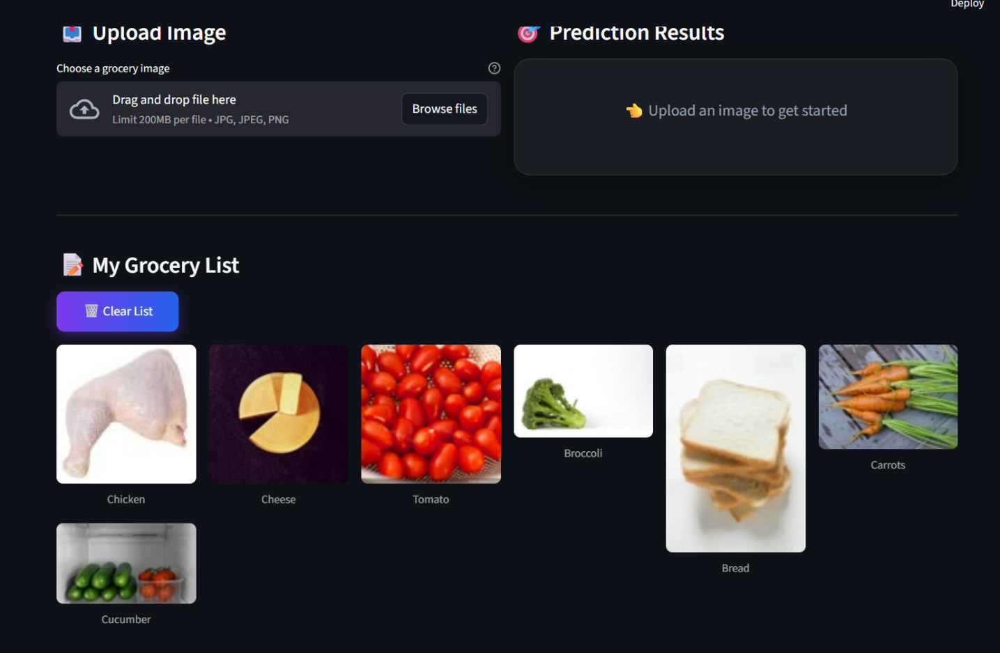 Deploy
Upload Image
Prediction Results
Choose a grocery image
Drag and drop file here
Limit 200MB per file • JPG, JPEG, PNG
Browse files
Upload an image to get started
My Grocery List
Clear List
Chicken
Cheese
Tomato
Broccoli
Bread
Carrots
Cucumber